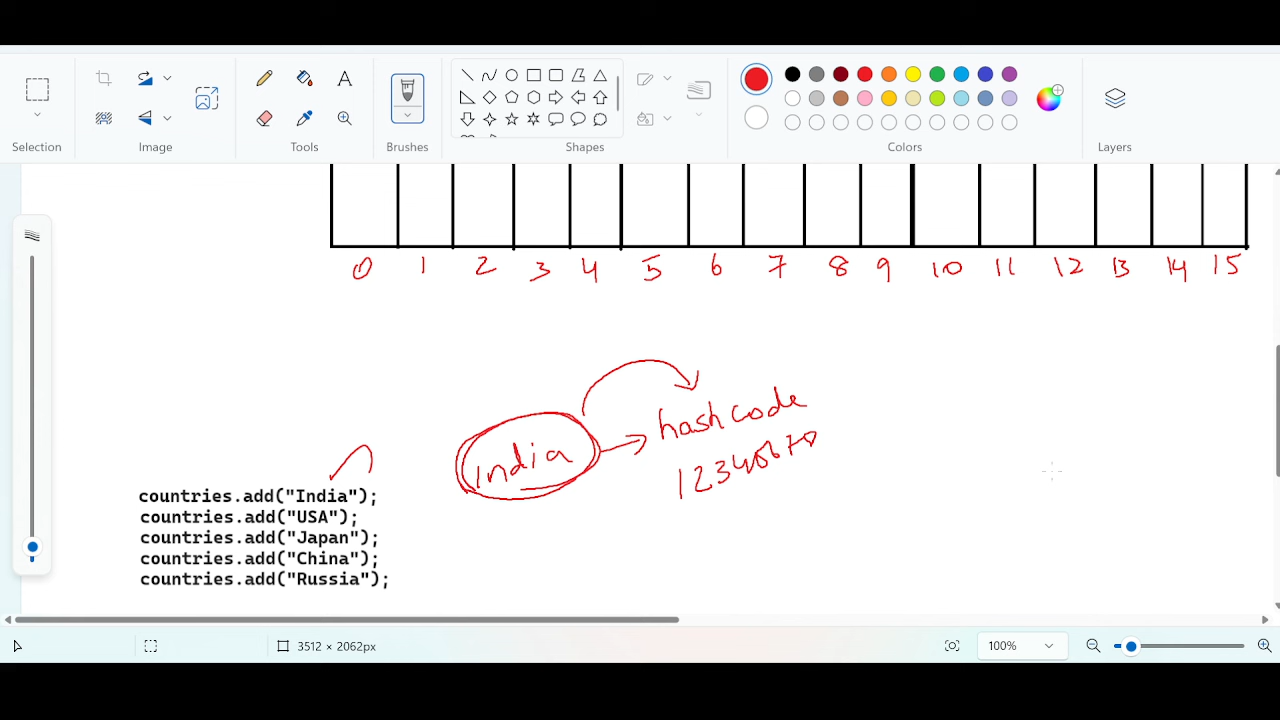 Selection
Image
Tools
Brushes
Shapes
Colors
Layers
0 1 2 3 4 5 6 7 8 9 10 11 12 13 14 15
india
hashcode
12345678
countries.add("India");
countries.add("USA");
countries.add("Japan");
countries.add("China");
countries.add("Russia");
3512 × 2062px
100%